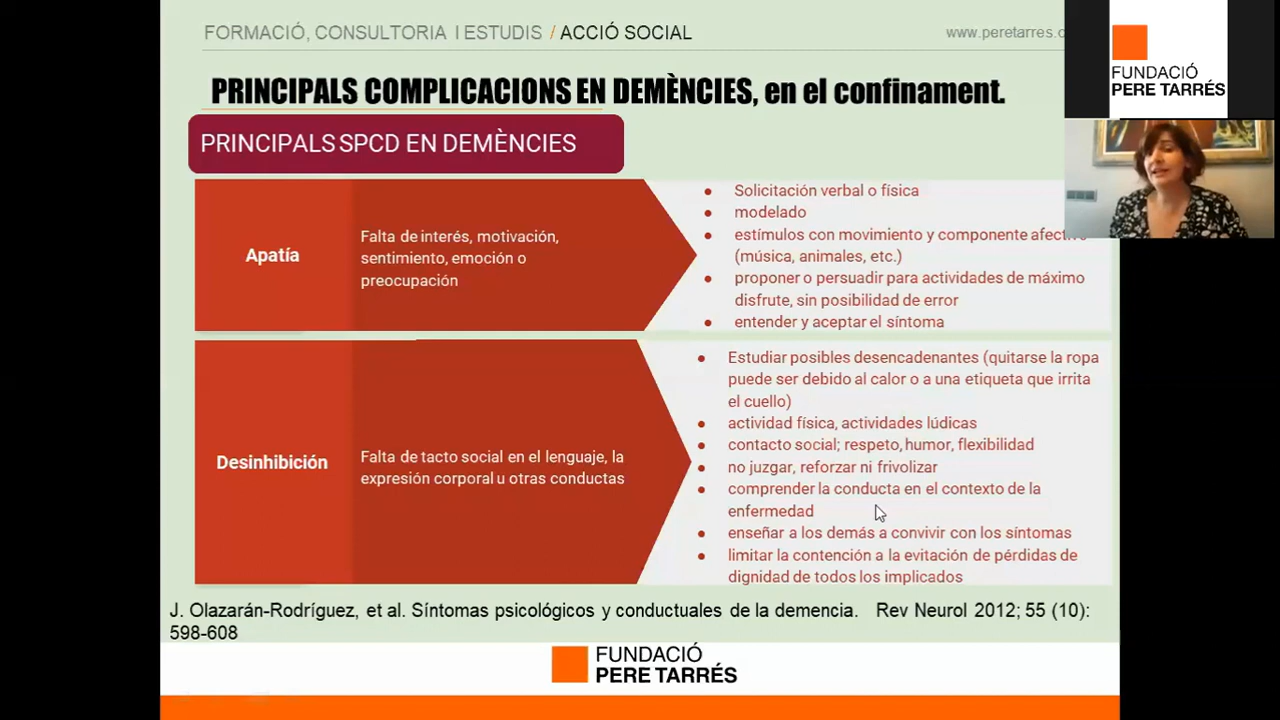 FORMACIÓ, CONSULTORIA I ESTUDIS / ACCIÓ SOCIAL
www.peretarres.o
FUNDACIÓ
PERE TARRÉS
PRINCIPALS COMPLICACIONS EN DEMÈNCIES, en el confinament.
PRINCIPALS SPCD EN DEMÈNCIES
Apatía
Falta de interés, motivación,
sentimiento, emoción o
preocupación
● Solicitación verbal o física
● modelado
● estímulos con movimiento y componente afectivo
(música, animales, etc.)
● proponer o persuadir para actividades de máximo
disfrute, sin posibilidad de error
● entender y aceptar el síntoma
Desinhibición
Falta de tacto social en el lenguaje, la
expresión corporal u otras conductas
● Estudiar posibles desencadenantes (quitarse la ropa
puede ser debido al calor o a una etiqueta que irrita
el cuello)
● actividad física, actividades lúdicas
● contacto social; respeto, humor, flexibilidad
● no juzgar, reforzar ni frivolizar
● comprender la conducta en el contexto de la
enfermedad
● enseñar a los demás a convivir con los síntomas
● limitar la contención a la evitación de pérdidas de
dignidad de todos los implicados
J. Olazarán-Rodríguez, et al. Síntomas psicológicos y conductuales de la demencia. Rev Neurol 2012; 55 (10):
598-608
FUNDACIÓ
PERE TARRÉS